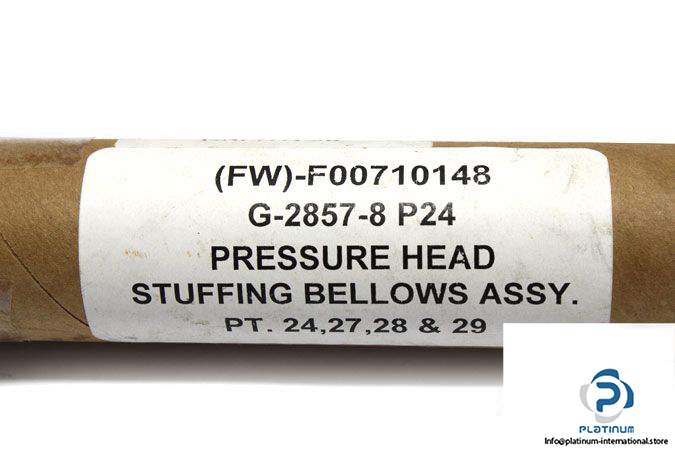 (FW)-F00710148
G-2857-8 P24
PRESSURE HEAD
STUFFING BELLOWS ASSY.
PT. 24,27,28 & 29
PLATINUM
Info@platinum-international.store